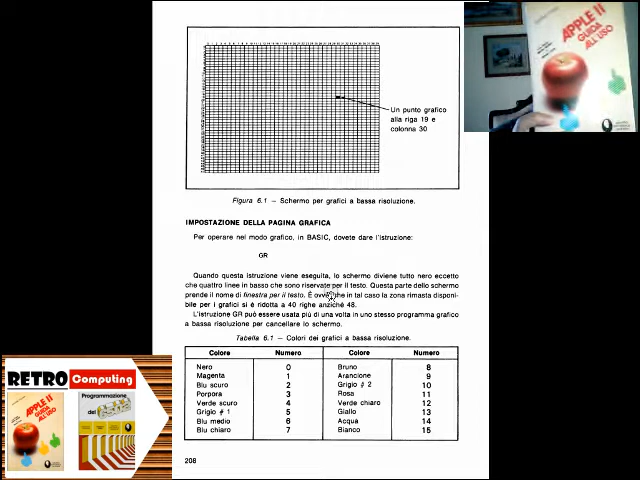 APPLE II
GUIDA
ALL'USO
Un punto grafico
alla riga 19 e
colonna 30
Figura 6.1 — Schermo per grafici a bassa risoluzione.
IMPOSTAZIONE DELLA PAGINA GRAFICA
Per operare nel modo grafico, in BASIC, dovete dare l'istruzione:
GR
Quando questa istruzione viene eseguita, lo schermo diviene tutto nero eccetto
che quattro linee in basso che sono riservate per il testo. Questa parte dello schermo
prende il nome di finestra per il testo. È ovvio che in tal caso la zona rimasta disponi-
bile per i grafici si è ridotta a 40 righe anziché 48.
L'istruzione GR può essere usata più di una volta in uno stesso programma grafico
a bassa risoluzione per cancellare lo schermo.
Tabella 6.1 — Colori dei grafici a bassa risoluzione.
Colore Numero Colore Numero
Nero 0 Bruno 8
Magenta 1 Arancione 9
Blu scuro 2 Grigio # 2 10
Porpora 3 Rosa 11
Verde scuro 4 Verde chiaro 12
Grigio # 1 5 Giallo 13
Blu medio 6 Acqua 14
Blu chiaro 7 Bianco 15
208
RETRO Computing
APPLE II
GUIDA
ALL'USO
Programmazione
del